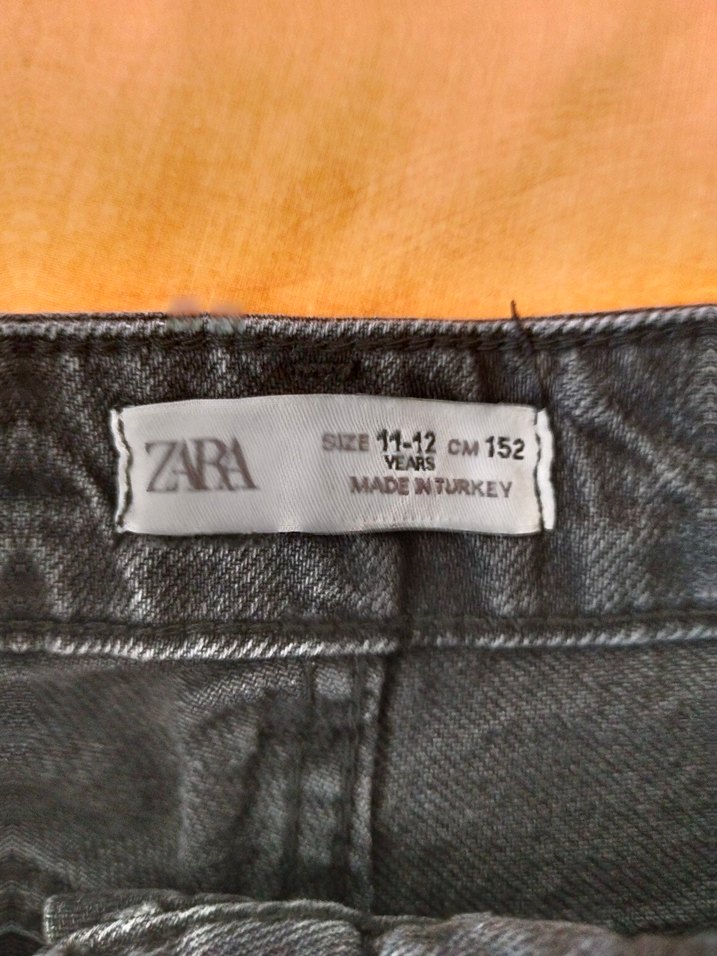 ZARA
SIZE 11-12 CM 152
YEARS
MADE IN TURKEY